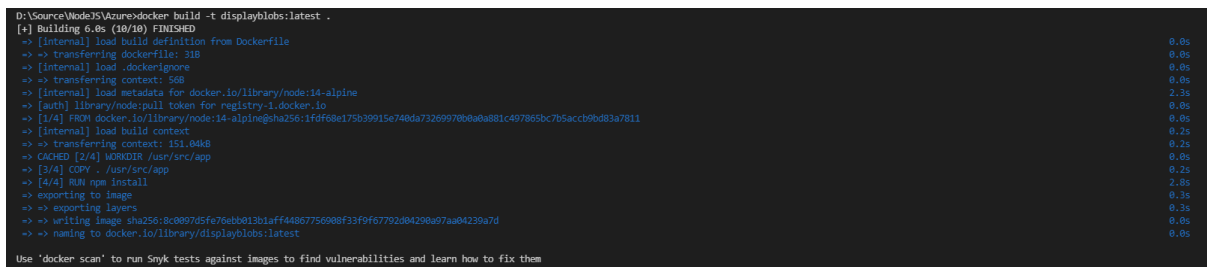 D:\Source\NodeJS\Azure>docker build -t displayblobs:latest .
[+] Building 6.0s (10/10) FINISHED
=> [internal] load build definition from Dockerfile 0.0s
=> => transferring dockerfile: 31B 0.0s
=> [internal] load .dockerignore 0.0s
=> => transferring context: 56B 0.0s
=> [internal] load metadata for docker.io/library/node:14-alpine 2.3s
=> [auth] library/node:pull token for registry-1.docker.io 0.0s
=> [1/4] FROM docker.io/library/node:14-alpine@sha256:1fdf68e175b39915e740da73269970b0a0a881c497865bc7b5accb9bd83a7811 0.0s
=> [internal] load build context 0.2s
=> => transferring context: 151.04kB 0.2s
=> CACHED [2/4] WORKDIR /usr/src/app 0.0s
=> [3/4] COPY . /usr/src/app 0.2s
=> [4/4] RUN npm install 2.8s
=> exporting to image 0.3s
=> => exporting layers 0.3s
=> => writing image sha256:8c0097d5fe76ebb013b1aff44867756908f33f9f67792d04290a97aa04239a7d 0.0s
=> => naming to docker.io/library/displayblobs:latest 0.0s
Use 'docker scan' to run Snyk tests against images to find vulnerabilities and learn how to fix them